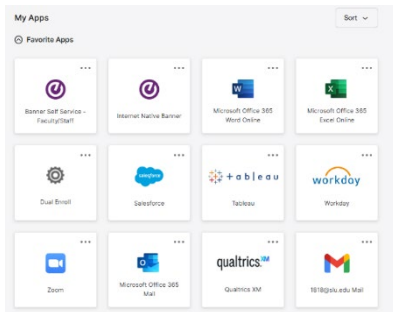 My Apps
Sort
Favorite Apps
Banner Self Service -
Faculty/Staff
Internet Native Banner
W
Microsoft Office 365
Word Online
X
Microsoft Office 365
Excel Online
Dual Enroll
salesforce
Salesforce
+ a b | e a u
Tableau
workday
Workday
Zoom
o
Microsoft Office 365
Mail
qualtrics.XM
Qualtrics XM
1818@slu.edu Mail